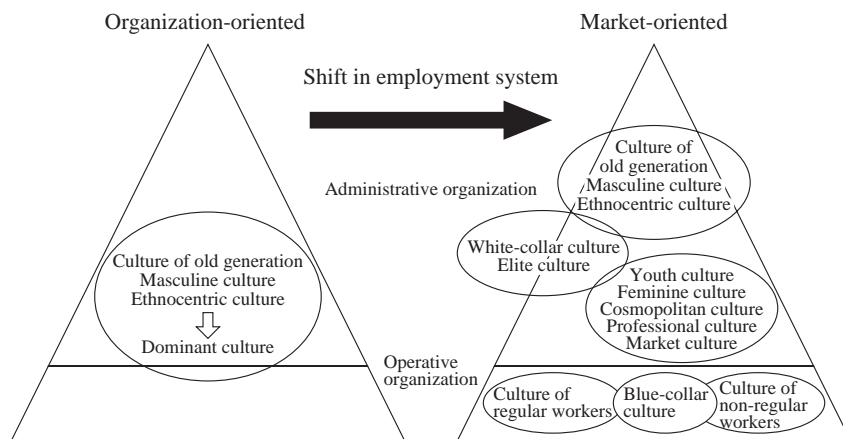 Organization-oriented
Market-oriented
Shift in employment system
Culture of
old generation
Masculine culture
Ethnocentric culture
Administrative organization
White-collar culture
Elite culture
Culture of old generation
Masculine culture
Ethnocentric culture
Dominant culture
Youth culture
Feminine culture
Cosmopolitan culture
Professional culture
Market culture
Operative
organization
Culture of
regular workers
Blue-collar
culture
Culture of
non-regular
workers